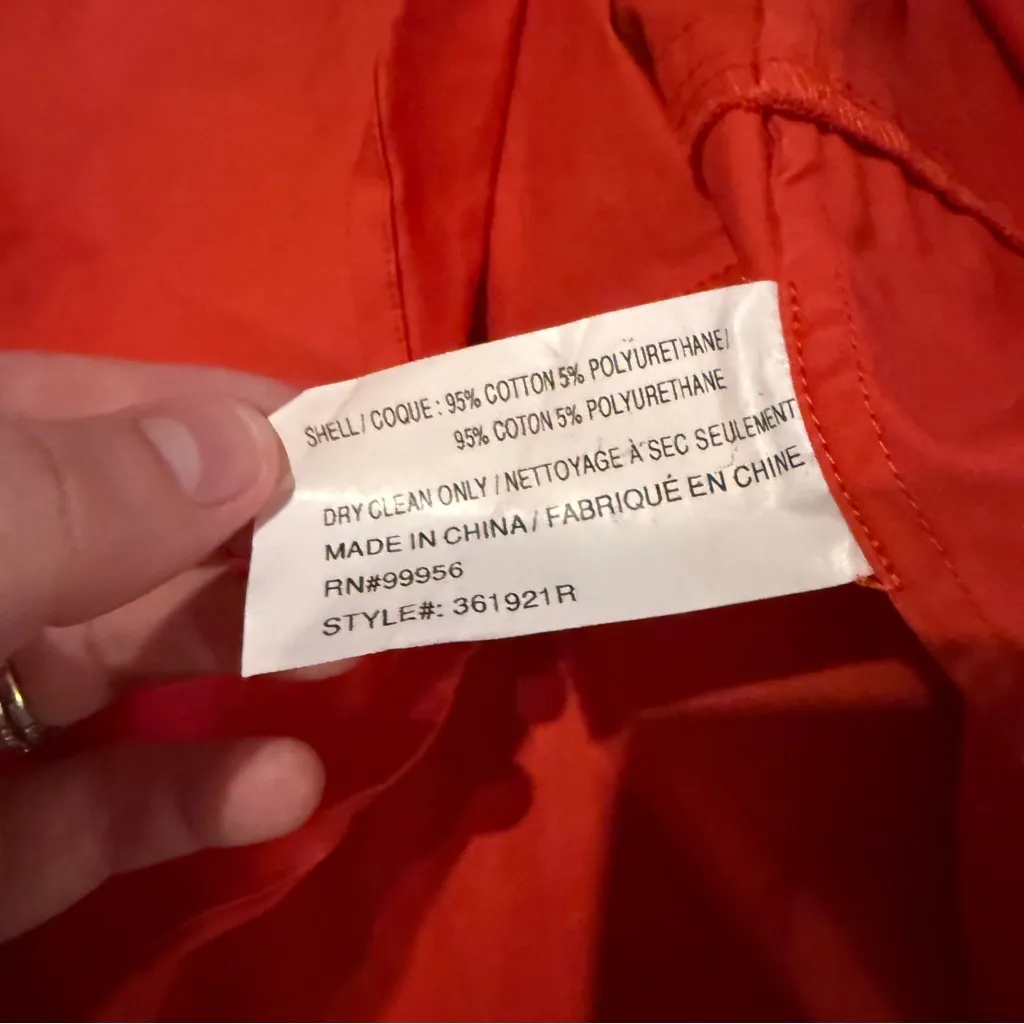 SHELL / COQUE : 95% COTTON 5% POLYURETHANE/
95% COTON 5% POLYURETHANE
DRY CLEAN ONLY / NETTOYAGE À SEC SEULEMENT
MADE IN CHINA / FABRIQUÉ EN CHINE
RN#99956
STYLE#: 361921R